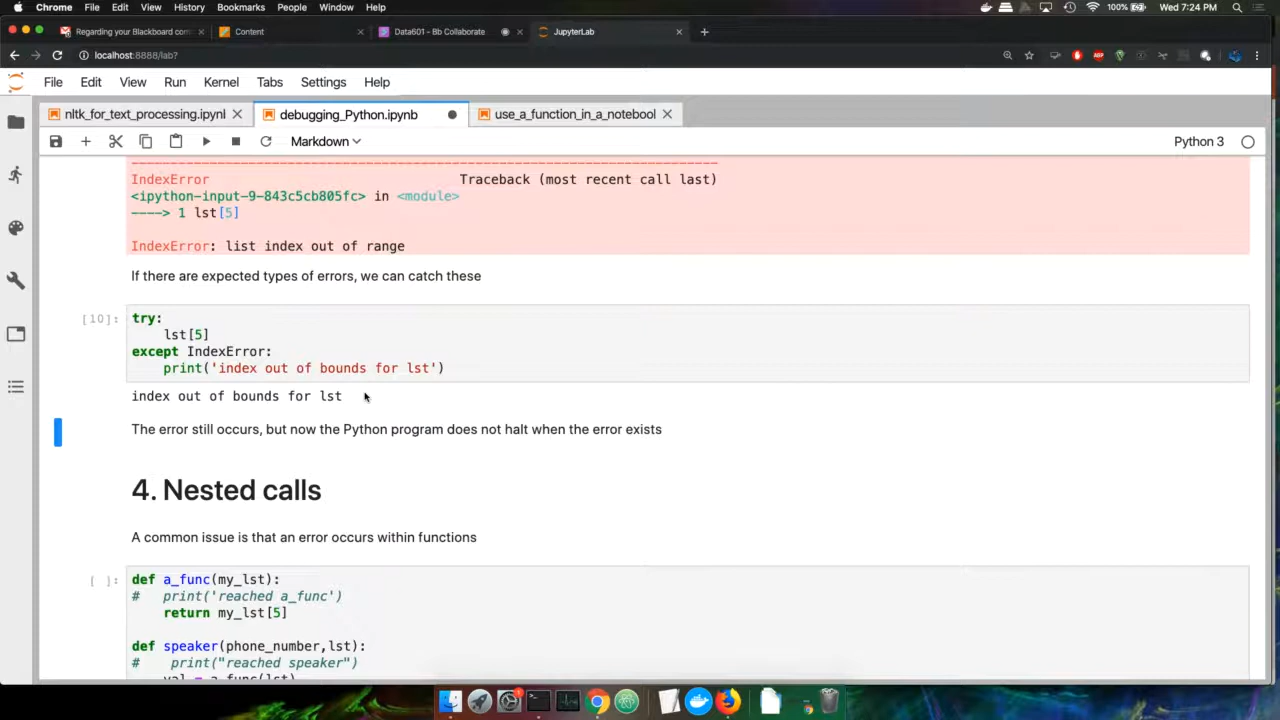 Chrome File Edit View History Bookmarks People Window Help 100% Wed 7:24 PM
Regarding your Blackboard con
Content
Data601 - Bb Collaborate
JupyterLab
localhost:8888/lab?
File Edit View Run Kernel Tabs Settings Help
nltk_for_text_processing.ipynl
debugging_Python.ipynb
use_a_function_in_a_notebool
Markdown
Python 3
IndexError Traceback (most recent call last)
<ipython-input-9-843c5cb805fc> in <module>
----> 1 lst[5]
IndexError: list index out of range
If there are expected types of errors, we can catch these
[10]:
try:
lst[5]
except IndexError:
print('index out of bounds for lst')
index out of bounds for lst
The error still occurs, but now the Python program does not halt when the error exists
4. Nested calls
A common issue is that an error occurs within functions
[ ]:
def a_func(my_lst):
# print('reached a_func')
return my_lst[5]
def speaker(phone_number,lst):
# print("reached speaker")
val = a_func(lst)